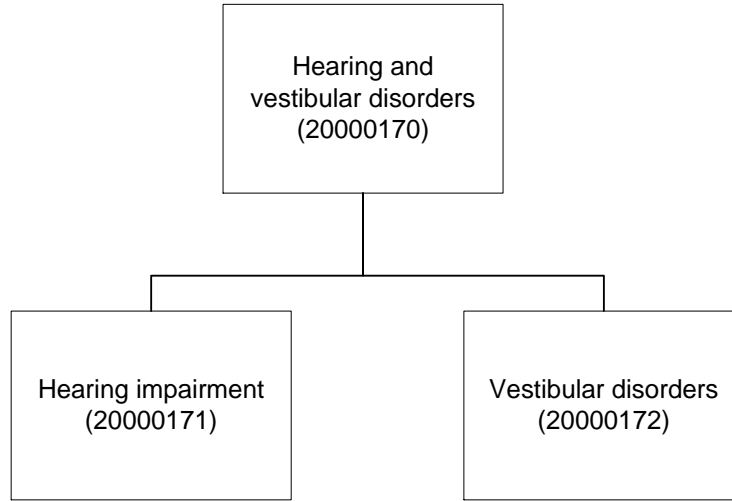 Hearing and
vestibular disorders
(20000170)
Hearing impairment
(20000171)
Vestibular disorders
(20000172)